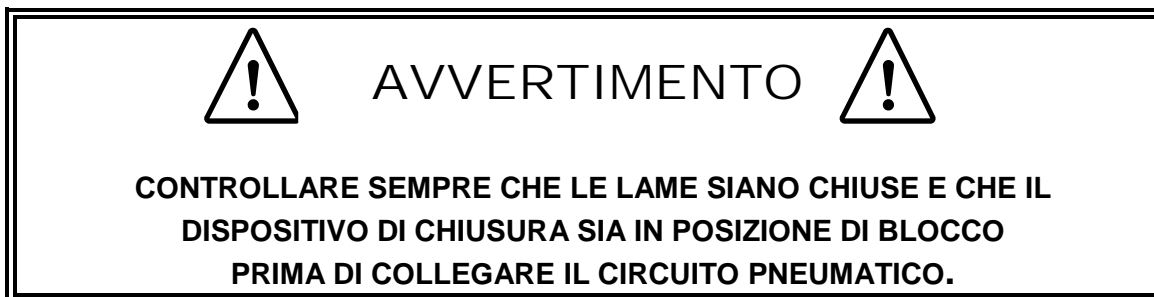 AVVERTIMENTO
CONTROLLARE SEMPRE CHE LE LAME SIANO CHIUSE E CHE IL
DISPOSITIVO DI CHIUSURA SIA IN POSIZIONE DI BLOCCO
PRIMA DI COLLEGARE IL CIRCUITO PNEUMATICO.